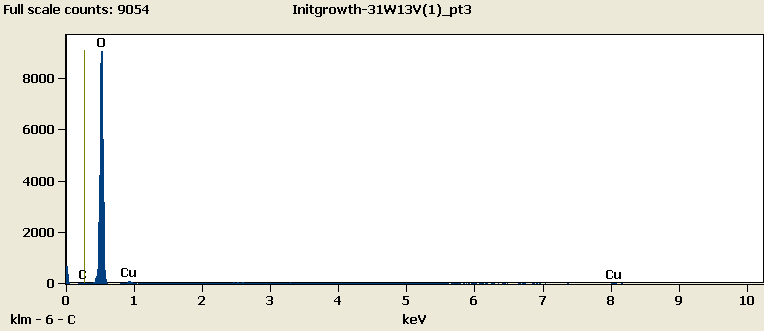 Full scale counts: 9054 Initgrowth-31W13V(1)_pt3
O
8000
6000
4000
2000
0
C Cu Cu
0 1 2 3 4 5 6 7 8 9 10
klm - 6 - C keV